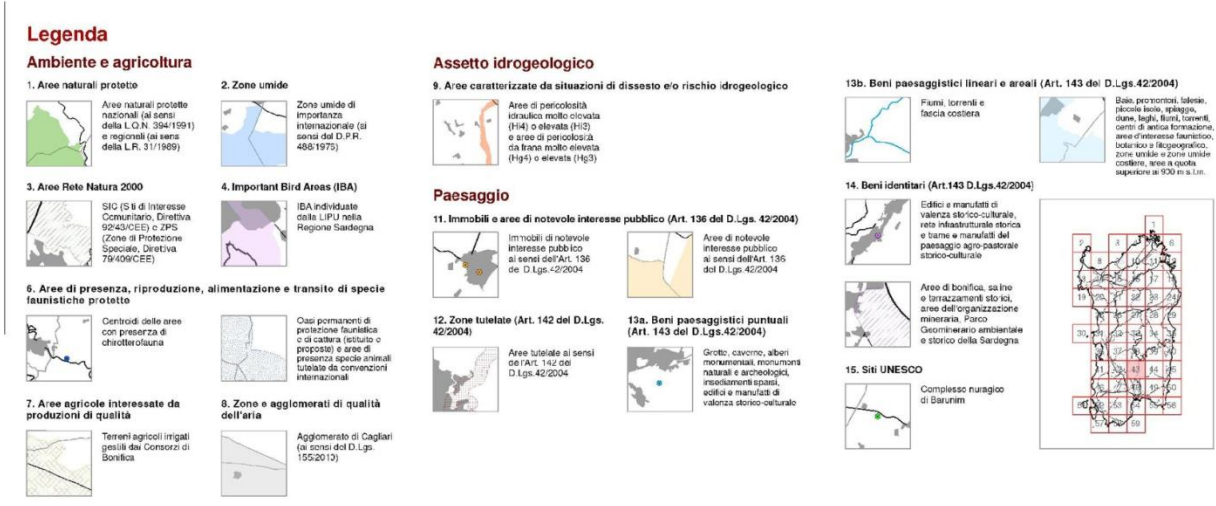 Legenda
Ambiente e agricoltura
1. Aree naturali protette
Aree naturali protette
nazionali (ai sensi
della L.Q.N. 394/1991)
e regionali (ai sensi
della L.R. 31/1989)
2. Zone umide
Zone umide di
importanza
internazionale (ai
sensi del D.P.R.
488/1976)
3. Aree Rete Natura 2000
SIC (Siti di Interesse
Comunitario, Direttiva
92/43/CEE) e ZPS
(Zone di Protezione
Speciale, Direttiva
79/409/CEE)
4. Important Bird Areas (IBA)
IBA individuate
dalla LIPU nella
Regione Sardegna
6. Aree di presenza, riproduzione, alimentazione e transito di specie
faunistiche protette
Centroidi delle aree
con presenza di
chirotterofauna
Oasi permanenti di
protezione faunistica
e di cattura (istituite e
proposte) e aree di
presenza specie animali
tutelate da convenzioni
internazionali
7. Aree agricole interessate da
produzioni di qualità
Terreni agricoli irrigati
gestiti dai Consorzi di
Bonifica
8. Zone e agglomerati di qualità
dell'aria
Agglomerato di Cagliari
(ai sensi del D.Lgs.
155/2010)
Assetto idrogeologico
9. Aree caratterizzate da situazioni di dissesto e/o rischio idrogeologico
Aree di pericolosità
idraulica molto elevata
(Hi4) o elevata (Hi3)
e aree di pericolosità
da frana molto elevata
(Hg4) o elevata (Hg3)
Paesaggio
11. Immobili e aree di notevole interesse pubblico (Art. 136 del D.Lgs. 42/2004)
Immobili di notevole
interesse pubblico
ai sensi dell'Art. 136
del D.Lgs.42/2004
Aree di notevole
interesse pubblico
ai sensi dell'Art. 136
del D.Lgs.42/2004
12. Zone tutelate (Art. 142 del D.Lgs.
42/2004)
Aree tutelate ai sensi
dell'Art. 142 del
D.Lgs.42/2004
13a. Beni paesaggistici puntuali
(Art. 143 del D.Lgs.42/2004)
Grotte, caverne, alberi
monumentali, monumenti
naturali e archeologici,
insediamenti sparsi,
edifici e manufatti di
valenza storico-culturale
13b. Beni paesaggistici lineari e areali (Art. 143 del D.Lgs.42/2004)
Fiumi, torrenti e
fascia costiera
Baie, promontori, falesie,
piccole isole, spiagge,
dune, laghi, fiumi, torrenti,
centri di antica formazione,
aree d'interesse faunistico,
botanico e fitogeografico,
zone umide e zone umide
costiere, aree a quota
superiore ai 900 m s.l.m.
14. Beni identitari (Art.143 D.Lgs.42/2004)
Edifici e manufatti di
valenza storico-culturale,
rete infrastrutturale storica
e trame e manufatti del
paesaggio agro-pastorale
storico-culturale
Aree di bonifica, saline
e terrazzamenti storici,
aree dell'organizzazione
mineraria, Parco
Geominerario ambientale
e storico della Sardegna
15. Siti UNESCO
Complesso nuragico
di Barunim